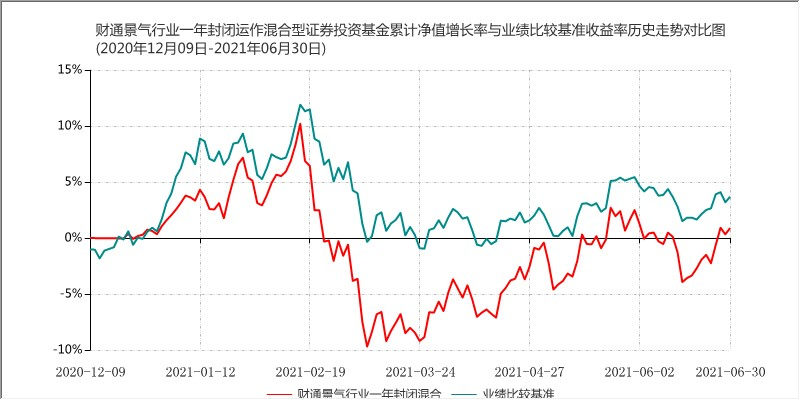 财通景气行业一年封闭运作混合型证券投资基金累计净值增长率与业绩比较基准收益率历史走势对比图
(2020年12月09日-2021年06月30日)
15%
10%
5%
0%
-5%
-10%
2020-12-09 2021-01-12 2021-02-19 2021-03-24 2021-04-27 2021-06-02 2021-06-30
财通景气行业一年封闭混合 业绩比较基准